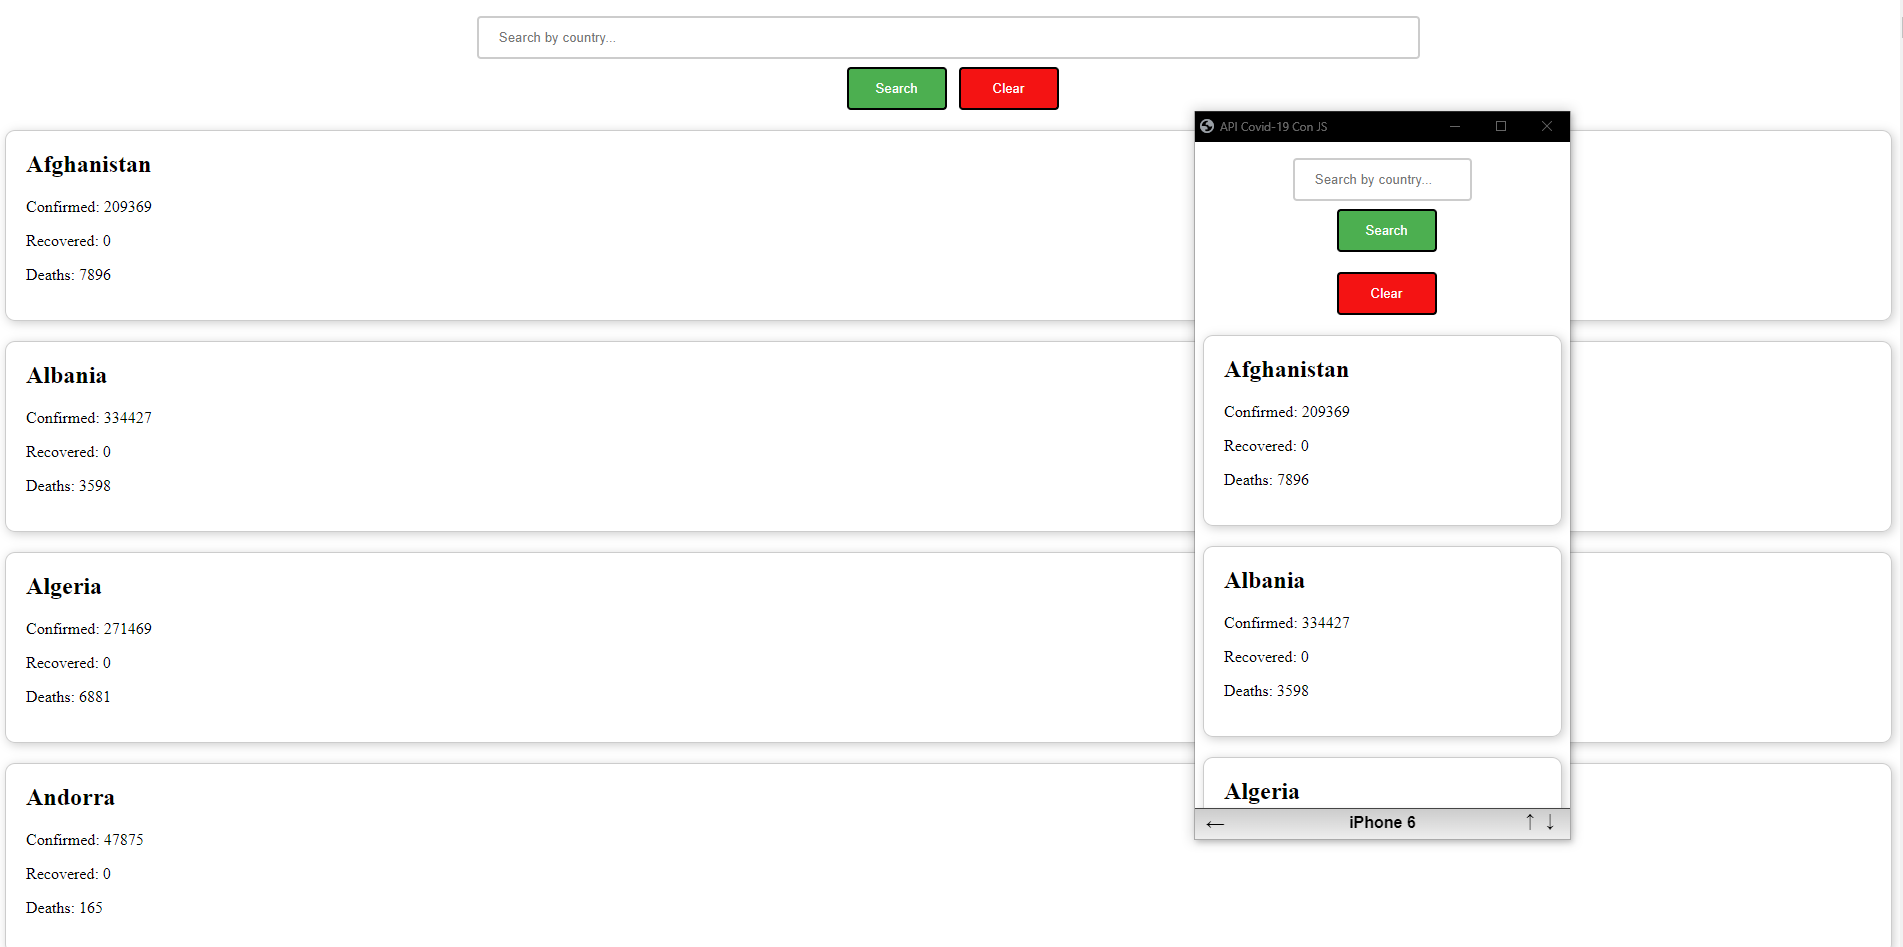 Search by country...
Search Clear
Afghanistan
Confirmed: 209369
Recovered: 0
Deaths: 7896
Albania
Confirmed: 334427
Recovered: 0
Deaths: 3598
Algeria
Confirmed: 271469
Recovered: 0
Deaths: 6881
Andorra
Confirmed: 47875
Recovered: 0
Deaths: 165
API Covid-19 Con JS
Search by country...
Search
Clear
Afghanistan
Confirmed: 209369
Recovered: 0
Deaths: 7896
Albania
Confirmed: 334427
Recovered: 0
Deaths: 3598
Algeria
← iPhone 6 ↑ ↓